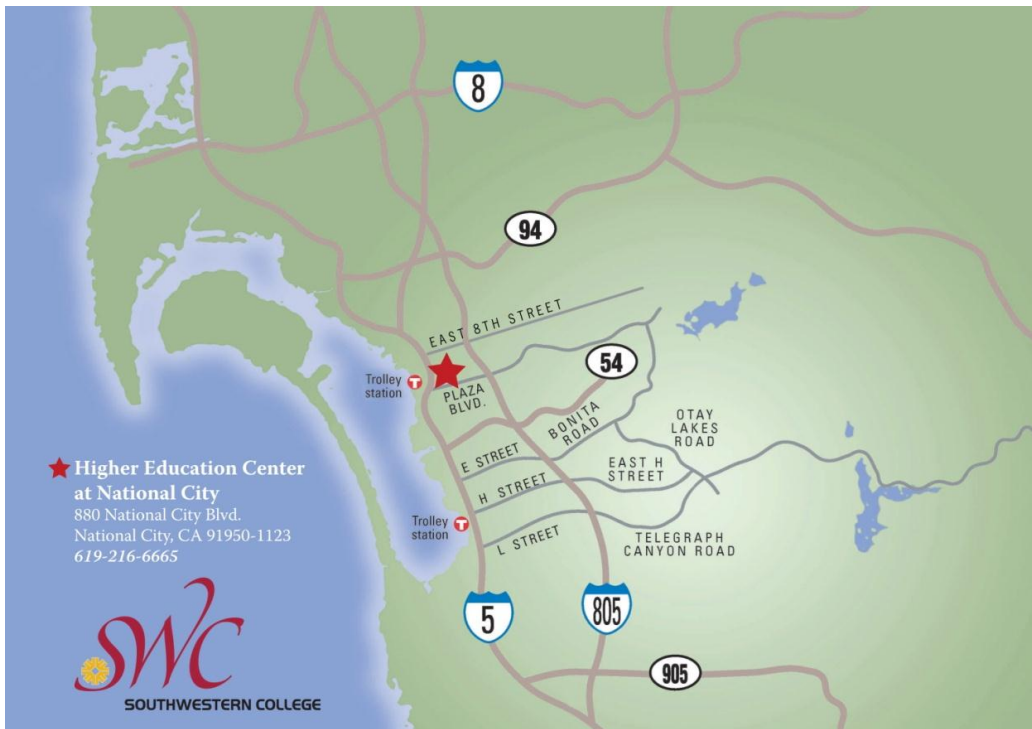 8
94
EAST 8TH STREET
54
Trolley
station
T
PLAZA
BLVD.
BONITA
ROAD
OTAY
LAKES
ROAD
E STREET
EAST H
STREET
H STREET
Higher Education Center
at National City
880 National City Blvd.
National City, CA 91950-1123
619-216-6665
Trolley
station
T
L STREET
TELEGRAPH
CANYON ROAD
5
805
905
SWC
SOUTHWESTERN COLLEGE